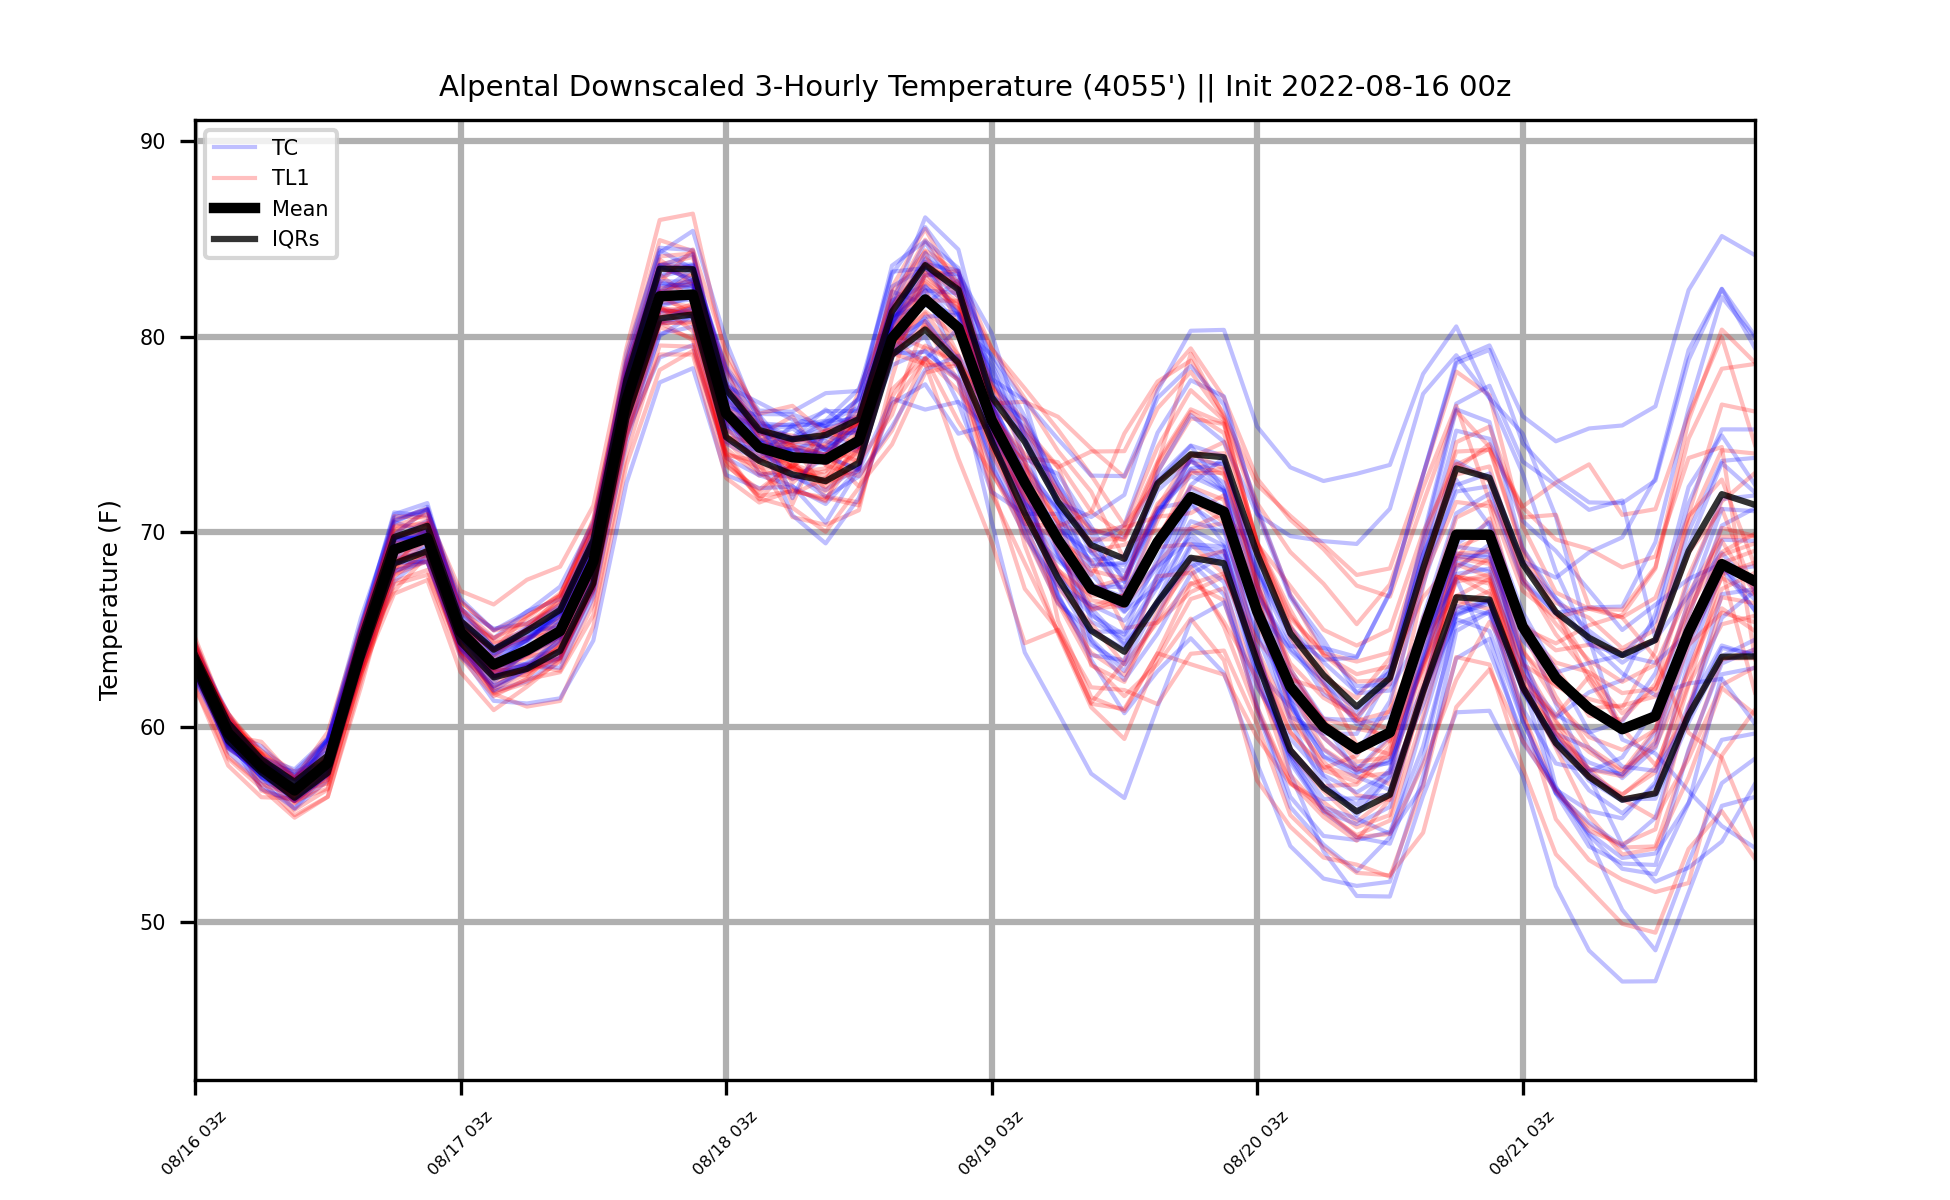 Alpental Downscaled 3-Hourly Temperature (4055') || Init 2022-08-16 00z
TC
TL1
Mean
IQRs
Temperature (F)
90
80
70
60
50
08/16 03z
08/17 03z
08/18 03z
08/19 03z
08/20 03z
08/21 03z